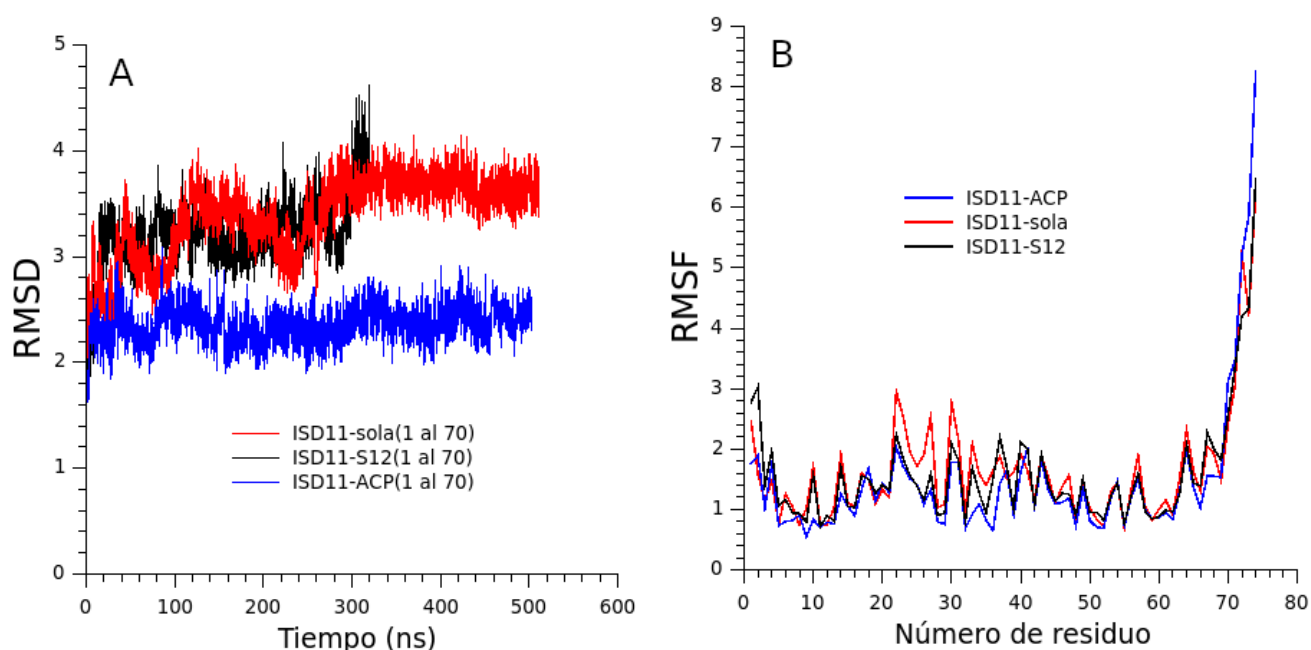 A
RMSD
5
4
3
2
1
0
ISD11-sola(1 al 70)
ISD11-S12(1 al 70)
ISD11-ACP(1 al 70)
0 100 200 300 400 500 600
Tiempo (ns)
B
RMSF
9
8
7
6
5
4
3
2
1
0
ISD11-ACP
ISD11-sola
ISD11-S12
0 10 20 30 40 50 60 70 80
Número de residuo